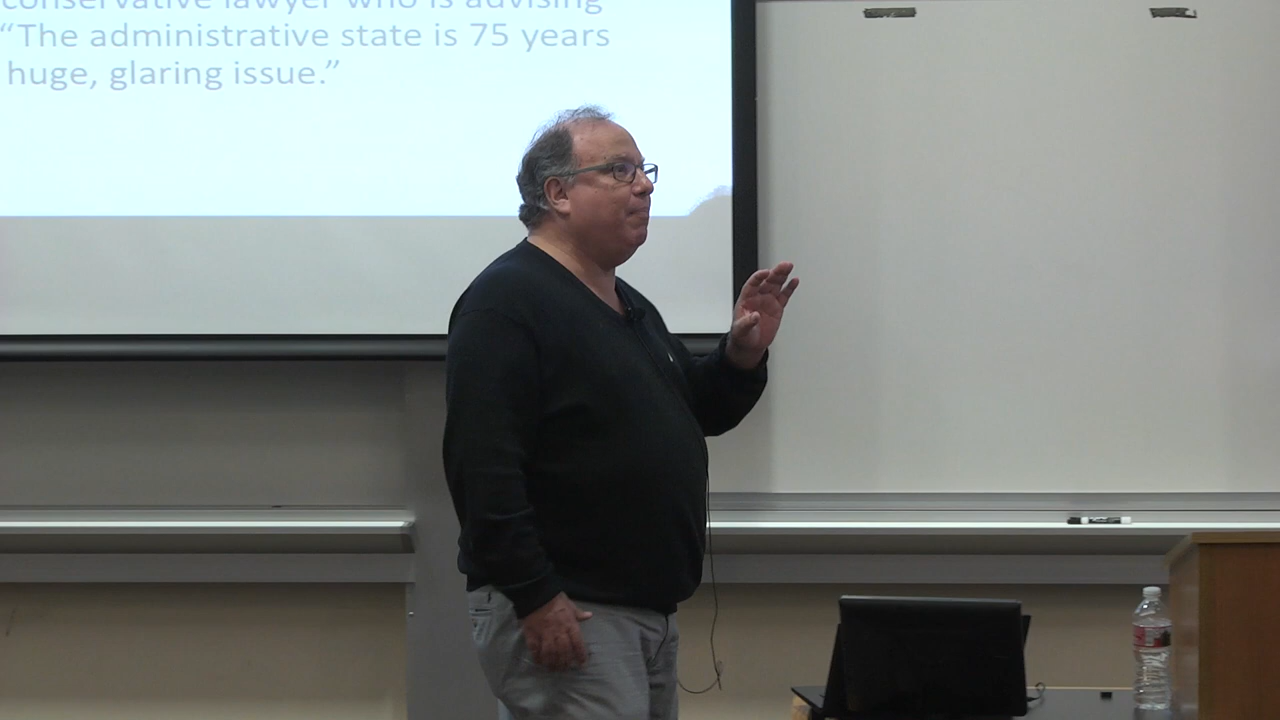 conservative lawyer who is advising
“The administrative state is 75 years
huge, glaring issue.”